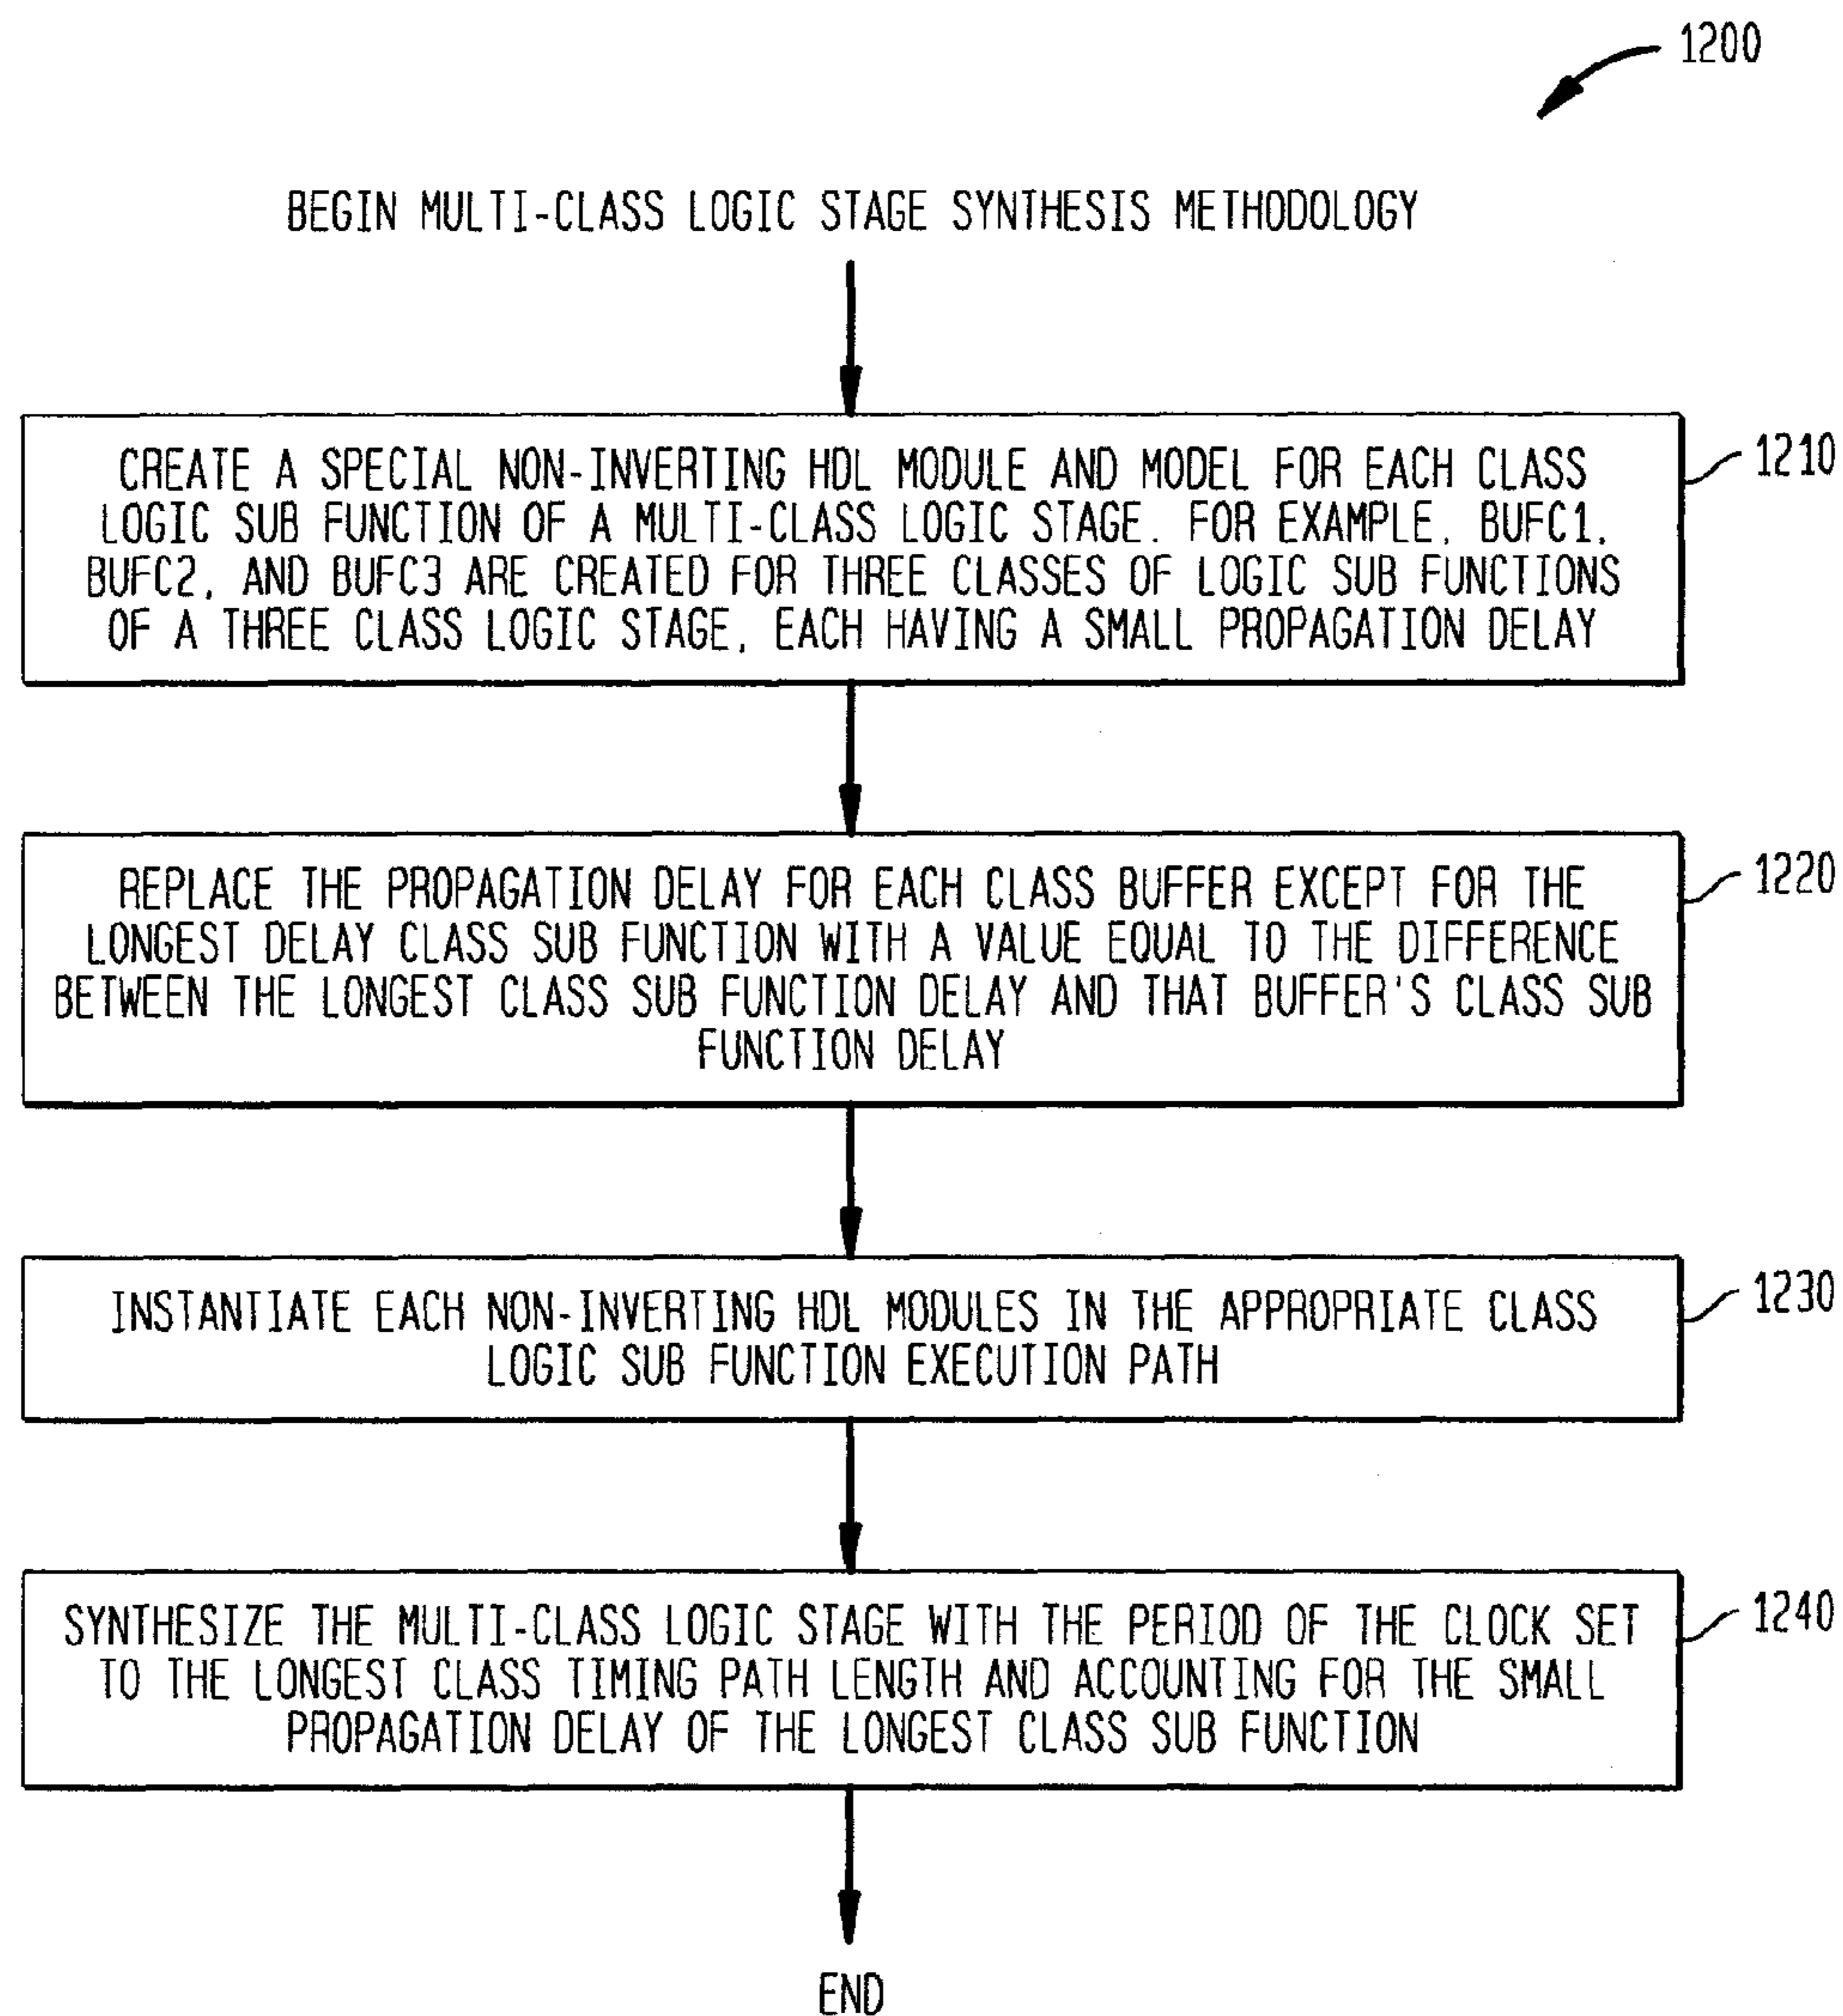 1200
BEGIN MULTI-CLASS LOGIC STAGE SYNTHESIS METHODOLOGY
CREATE A SPECIAL NON-INVERTING HDL MODULE AND MODEL FOR EACH CLASS
LOGIC SUB FUNCTION OF A MULTI-CLASS LOGIC STAGE. FOR EXAMPLE, BUFC1,
BUFC2, AND BUFC3 ARE CREATED FOR THREE CLASSES OF LOGIC SUB FUNCTIONS
OF A THREE CLASS LOGIC STAGE, EACH HAVING A SMALL PROPAGATION DELAY
1210
REPLACE THE PROPAGATION DELAY FOR EACH CLASS BUFFER EXCEPT FOR THE
LONGEST DELAY CLASS SUB FUNCTION WITH A VALUE EQUAL TO THE DIFFERENCE
BETWEEN THE LONGEST CLASS SUB FUNCTION DELAY AND THAT BUFFER'S CLASS SUB
FUNCTION DELAY
1220
INSTANTIATE EACH NON-INVERTING HDL MODULES IN THE APPROPRIATE CLASS
LOGIC SUB FUNCTION EXECUTION PATH
1230
SYNTHESIZE THE MULTI-CLASS LOGIC STAGE WITH THE PERIOD OF THE CLOCK SET
TO THE LONGEST CLASS TIMING PATH LENGTH AND ACCOUNTING FOR THE SMALL
PROPAGATION DELAY OF THE LONGEST CLASS SUB FUNCTION
1240
END